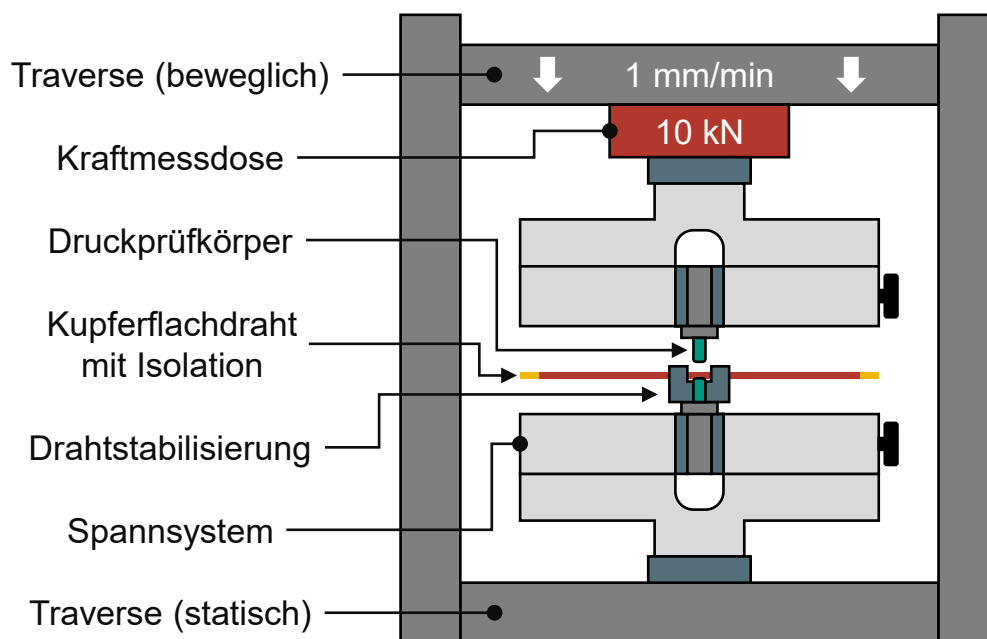 Traverse (beweglich)
1 mm/min
Kraftmessdose
10 kN
Druckprüfkörper
Kupferflachdraht
mit Isolation
Drahtstabilisierung
Spannsystem
Traverse (statisch)